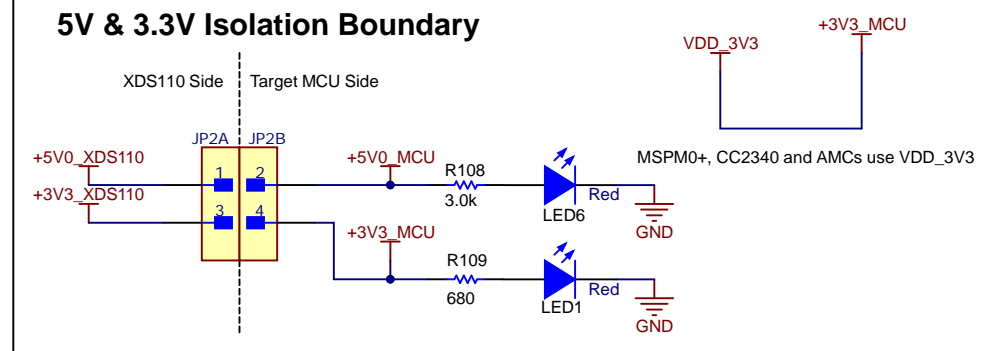 5V & 3.3V Isolation Boundary
XDS110 Side
Target MCU Side
JP2A
JP2B
+5V0_XDS110
1
2
+5V0_MCU
R108
3.0k
LED6
Red
GND
+3V3_XDS110
3
4
+3V3_MCU
R109
680
LED1
Red
GND
VDD_3V3
+3V3_MCU
MSPM0+, CC2340 and AMCs use VDD_3V3